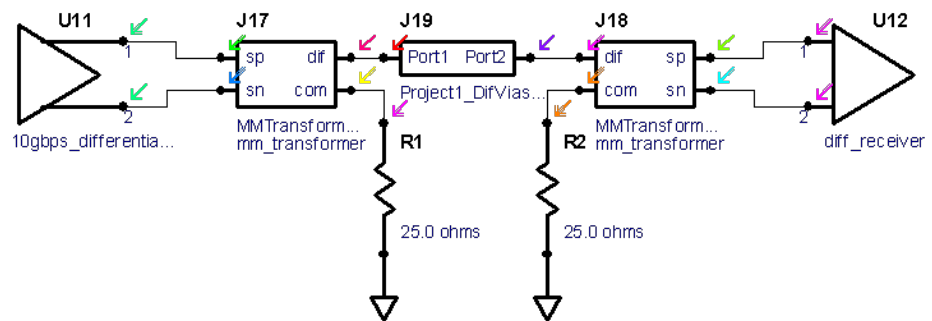 U11
J17
J19
J18
U12
1
sp
dif
Port1
Port2
dif
sp
1
2
sn
com
com
sn
2
10gbps_differentia...
MMTransform...
mm_transformer
Project1_DifVias...
MMTransform...
mm_transformer
diff_receiver
R1
R2
25.0 ohms
25.0 ohms